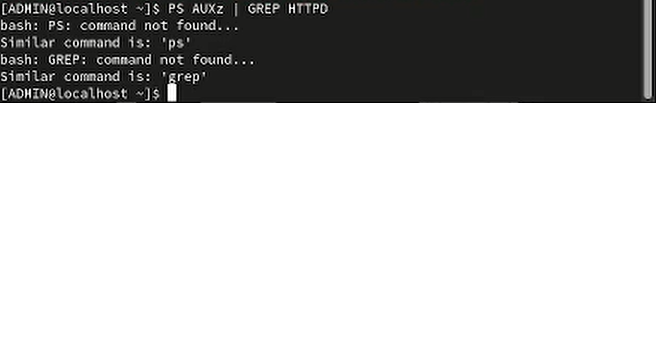 [ADMIN@localhost ~]$ PS AUXz | GREP HTTPD
bash: PS: command not found...
Similar command is: 'ps'
bash: GREP: command not found...
Similar command is: 'grep'
[ADMIN@localhost ~]$